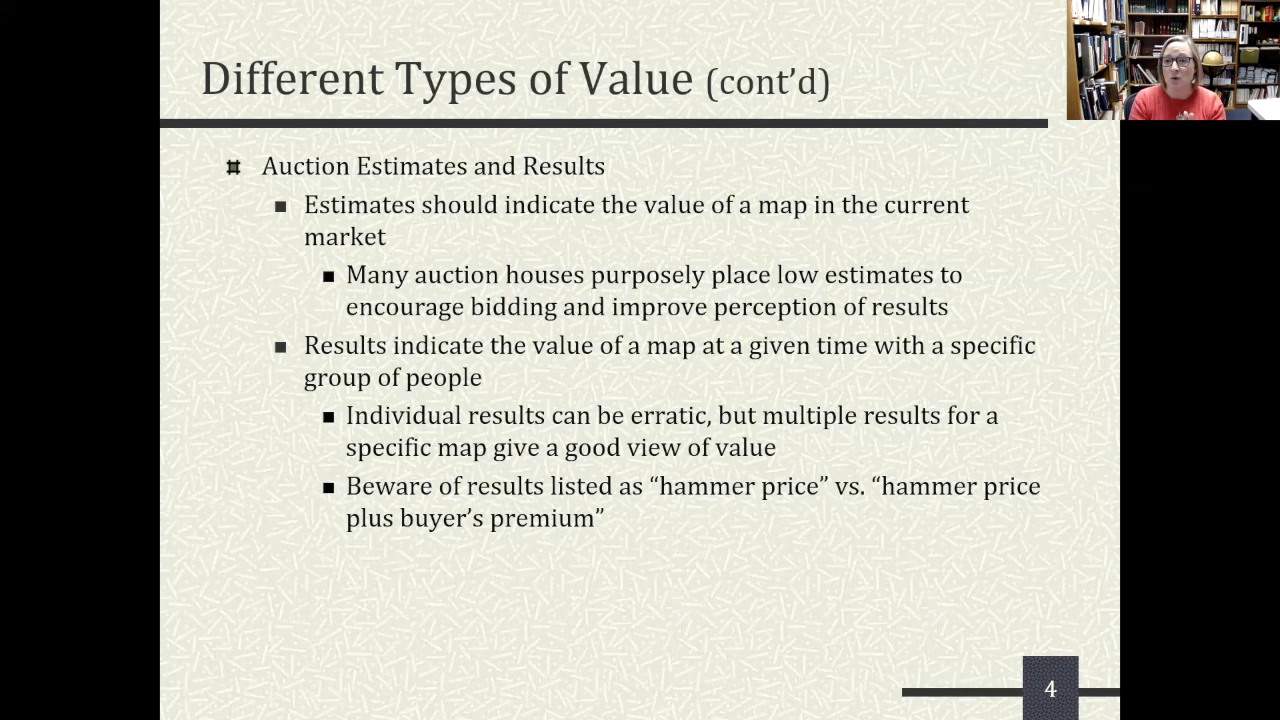 Different Types of Value (cont’d)
Auction Estimates and Results
Estimates should indicate the value of a map in the current
market
Many auction houses purposely place low estimates to
encourage bidding and improve perception of results
Results indicate the value of a map at a given time with a specific
group of people
Individual results can be erratic, but multiple results for a
specific map give a good view of value
Beware of results listed as “hammer price” vs. “hammer price
plus buyer’s premium”
4